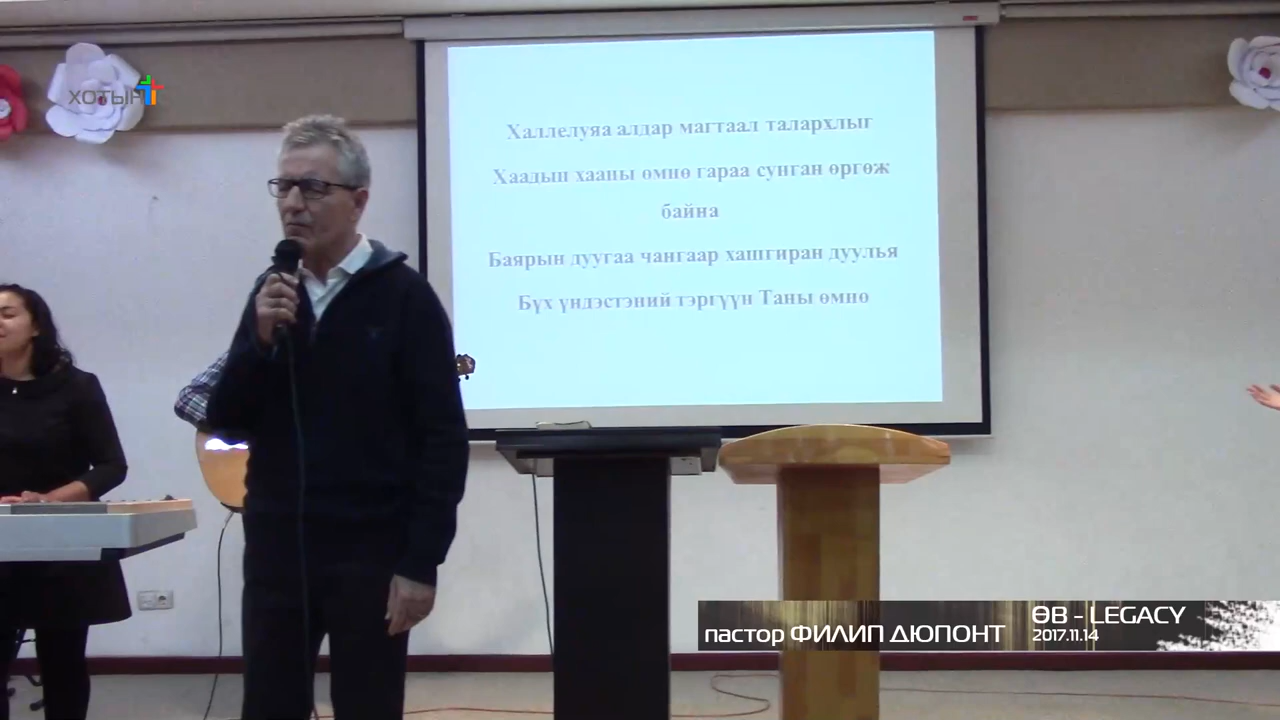 ХОТЫН
Халлелуяа алдар магтаал талархлыг
Хаадын хааны өмнө гараа сунган өргөж
байна
Баярын дуугаа чангаар хашгиран дуулья
Бүх үндэстэний тэргүүн Таны өмнө
пастор ФИЛИП ДЮПОНТ
ӨВ - LEGACY
2017.11.14